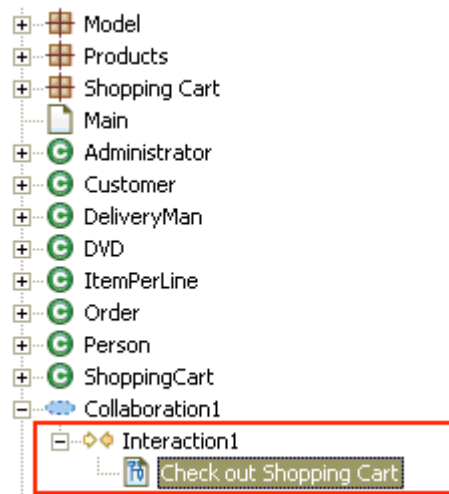 Model
Products
Shopping Cart
Main
Administrator
Customer
DeliveryMan
DVD
ItemPerLine
Order
Person
ShoppingCart
Collaboration1
Interaction1
Check out Shopping Cart